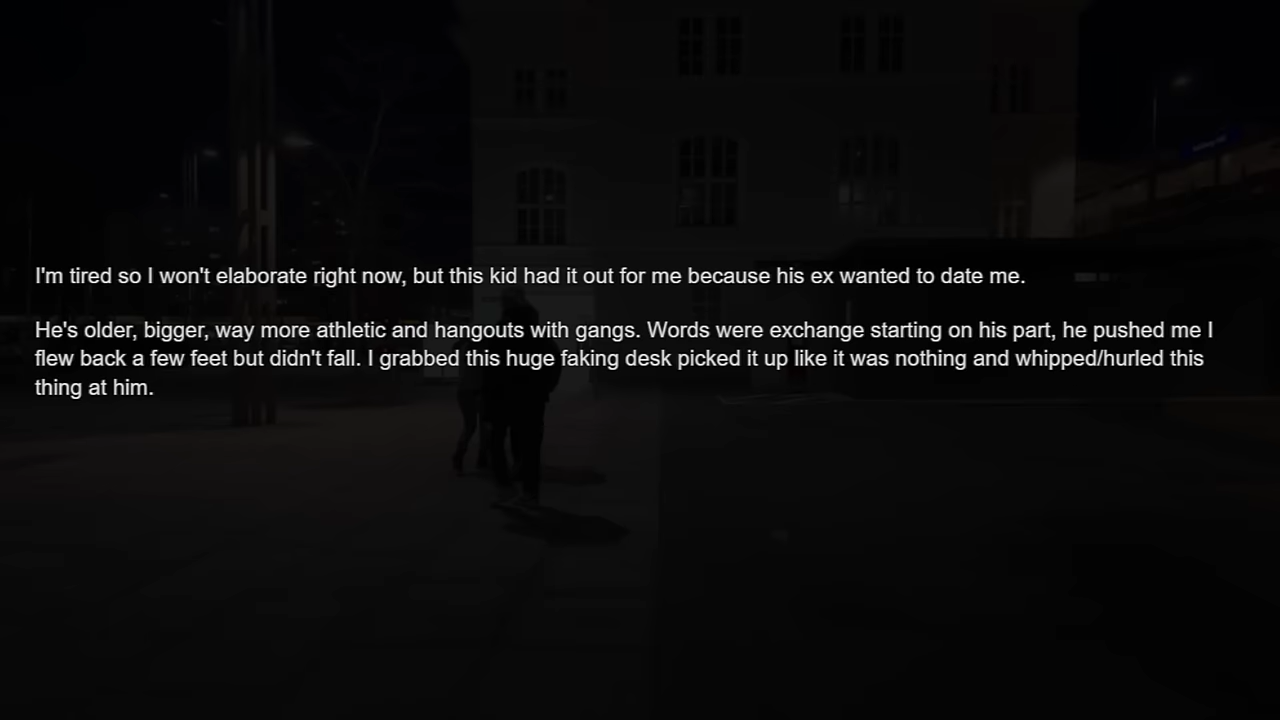 I'm tired so I won't elaborate right now, but this kid had it out for me because his ex wanted to date me.
He's older, bigger, way more athletic and hangouts with gangs. Words were exchange starting on his part, he pushed me I
flew back a few feet but didn't fall. I grabbed this huge faking desk picked it up like it was nothing and whipped/hurled this
thing at him.